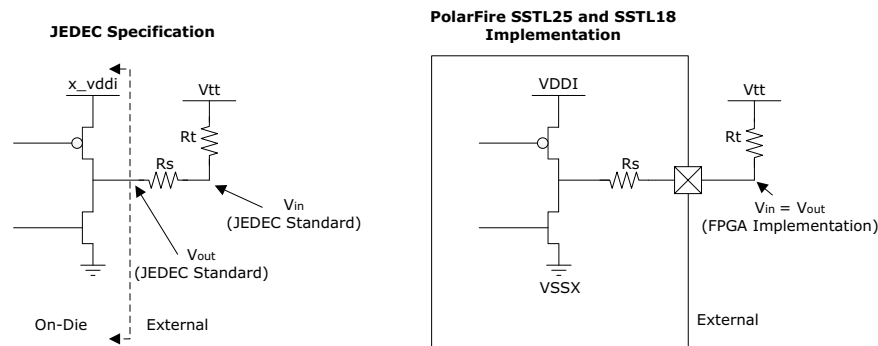 JEDEC Specification
x_vddi
Vtt
Rt
Rs
Vin
(JEDEC Standard)
Vout
(JEDEC Standard)
On-Die
External
PolarFire SSTL25 and SSTL18
Implementation
VDDI
Vtt
Rt
Rs
Vin = Vout
(FPGA Implementation)
VSSX
External